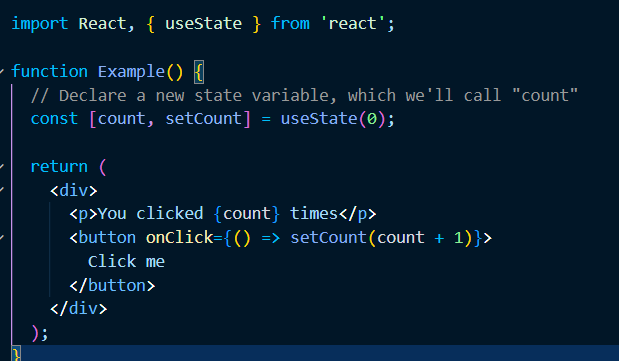 import React, { useState } from 'react';
function Example() {
// Declare a new state variable, which we'll call "count"
const [count, setCount] = useState(0);
return (
<div>
<p>You clicked {count} times</p>
<button onClick={() => setCount(count + 1)}>
Click me
</button>
</div>
);
}